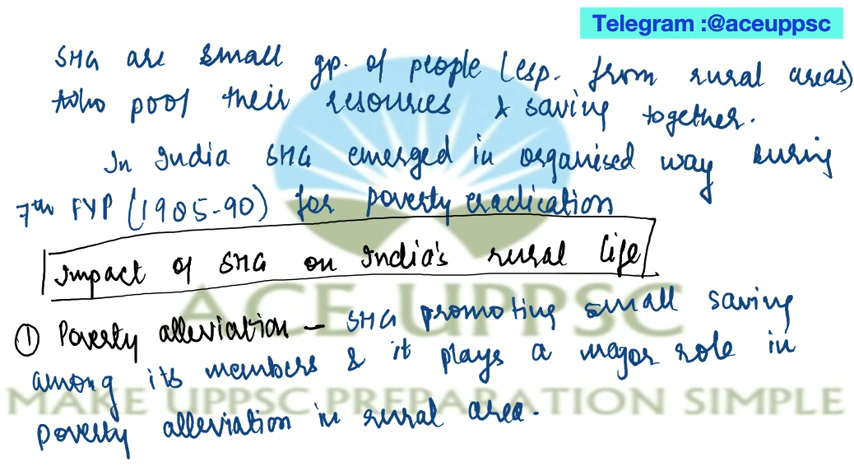 Telegram :@aceuppsc
SHG are small gp. of people (esp. from rural areas)
who pool their resources & saving together.
In India SHG emerged in organised way during
7th FYP (1985-90) for poverty eradication
Impact of SHG on India's rural life
① Poverty alleviation – SHG promoting small saving
among its members & it plays a major role in
poverty alleviation in rural area.
ACE UPPSC
MAKE UPPSC PREPARATION SIMPLE